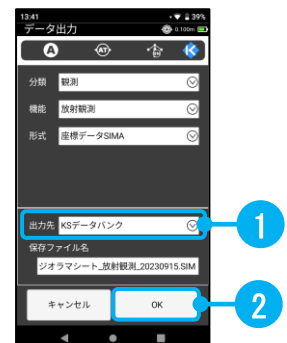 13:41
39%
データ出力
0.100m
A
AT
分類 観測
機能 放射観測
形式 座標データSIMA
出力先 KSデータバンク
1
保存ファイル名
ジオラマシート_放射観測_20230915.SIM
キャンセル
OK
2